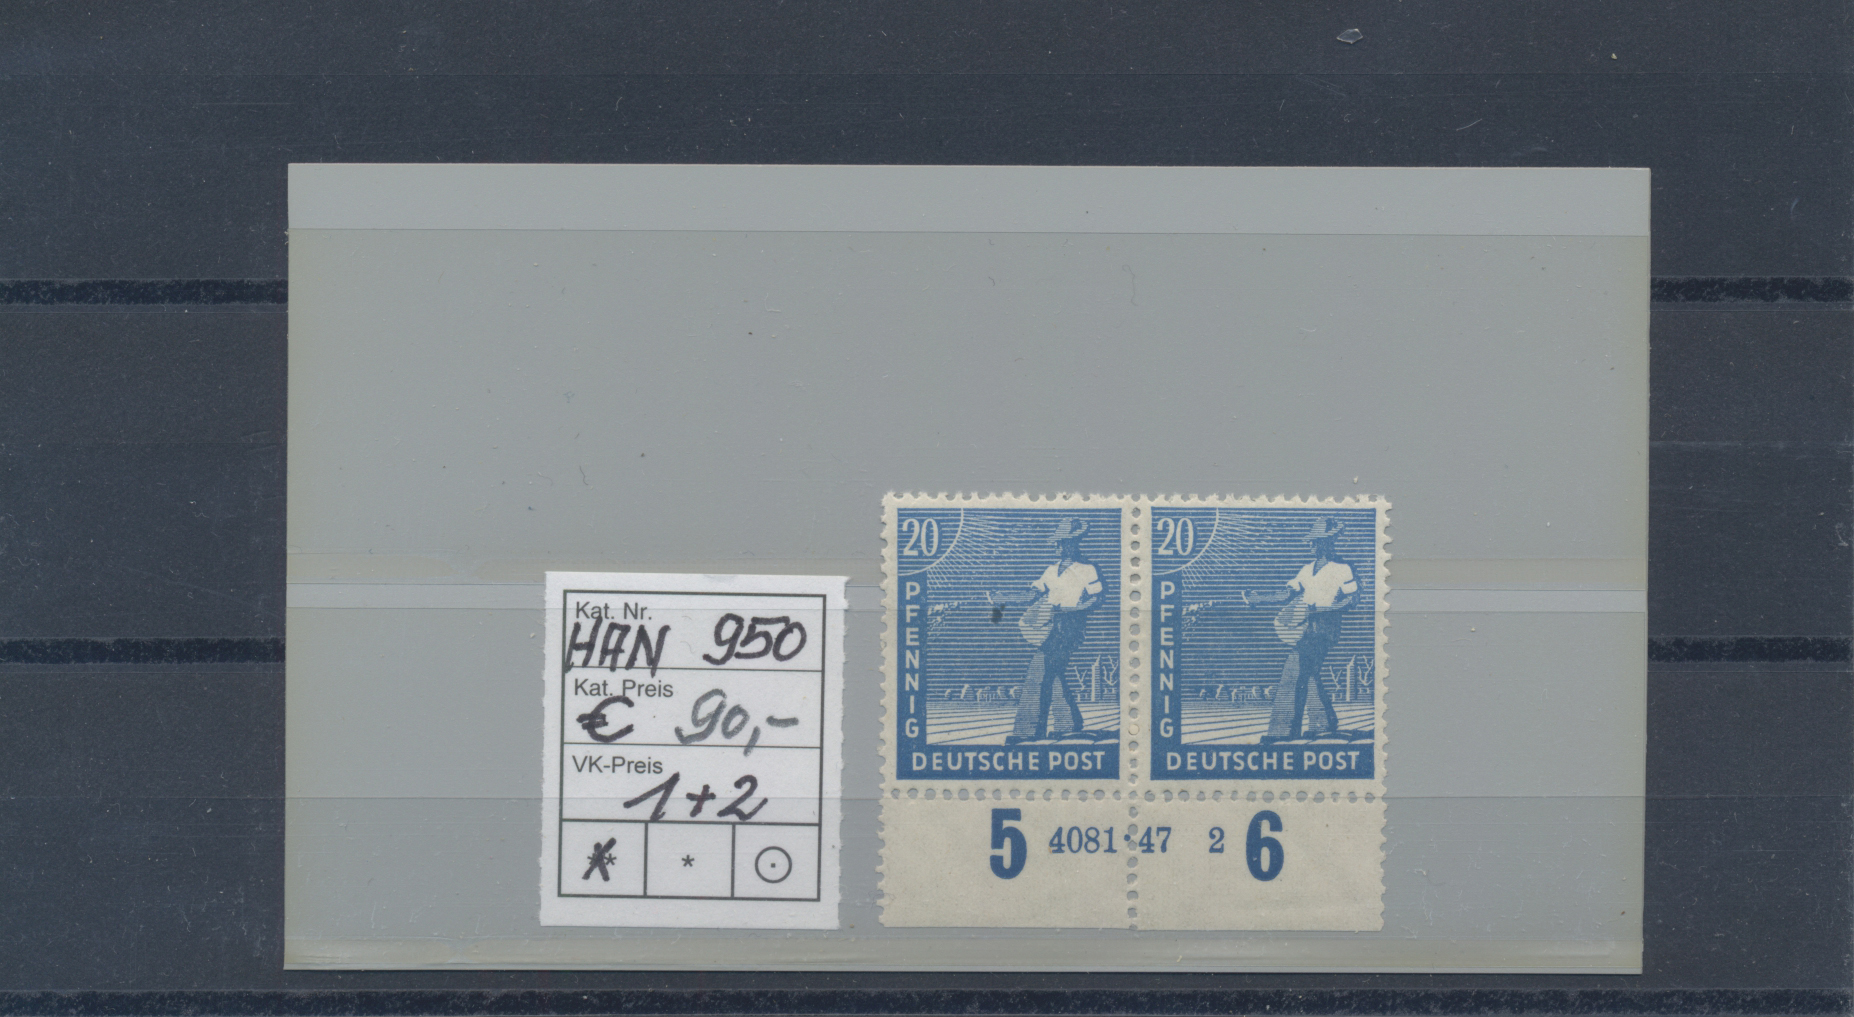 Kat. Nr.
HAN 950
Kat. Preis
€ 90,-
VK-Preis
1+2
** * ⊙
20 20
PFENNIG PFENNIG
DEUTSCHE POST DEUTSCHE POST
5 4081·47 2 6